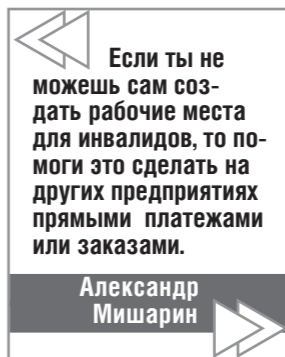 Если ты не
можешь сам соз-
дать рабочие места
для инвалидов, то по-
моги это сделать на
других предприятиях
прямыми платежами
или заказами.
Александр
Мишарин